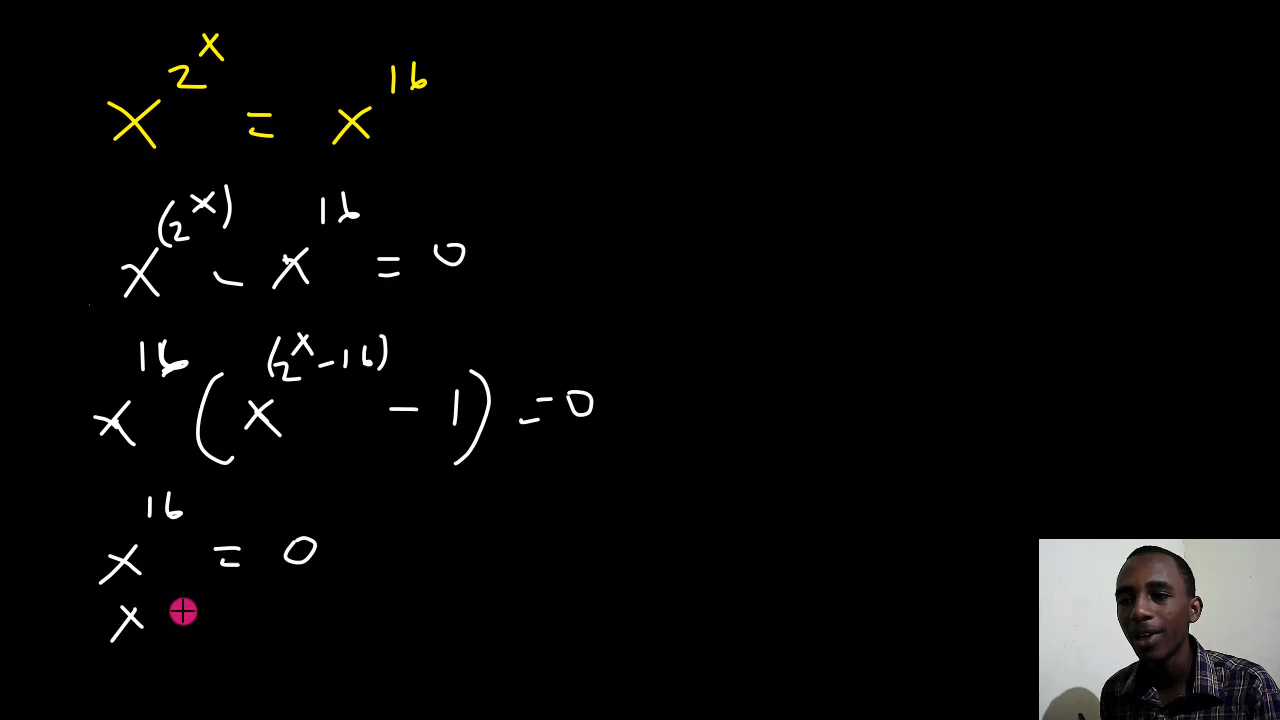 x^2^x = x^16
x^(2^x) - x^16 = 0
x^16 (x^(2^x - 16) - 1) = 0
x^16 = 0
x